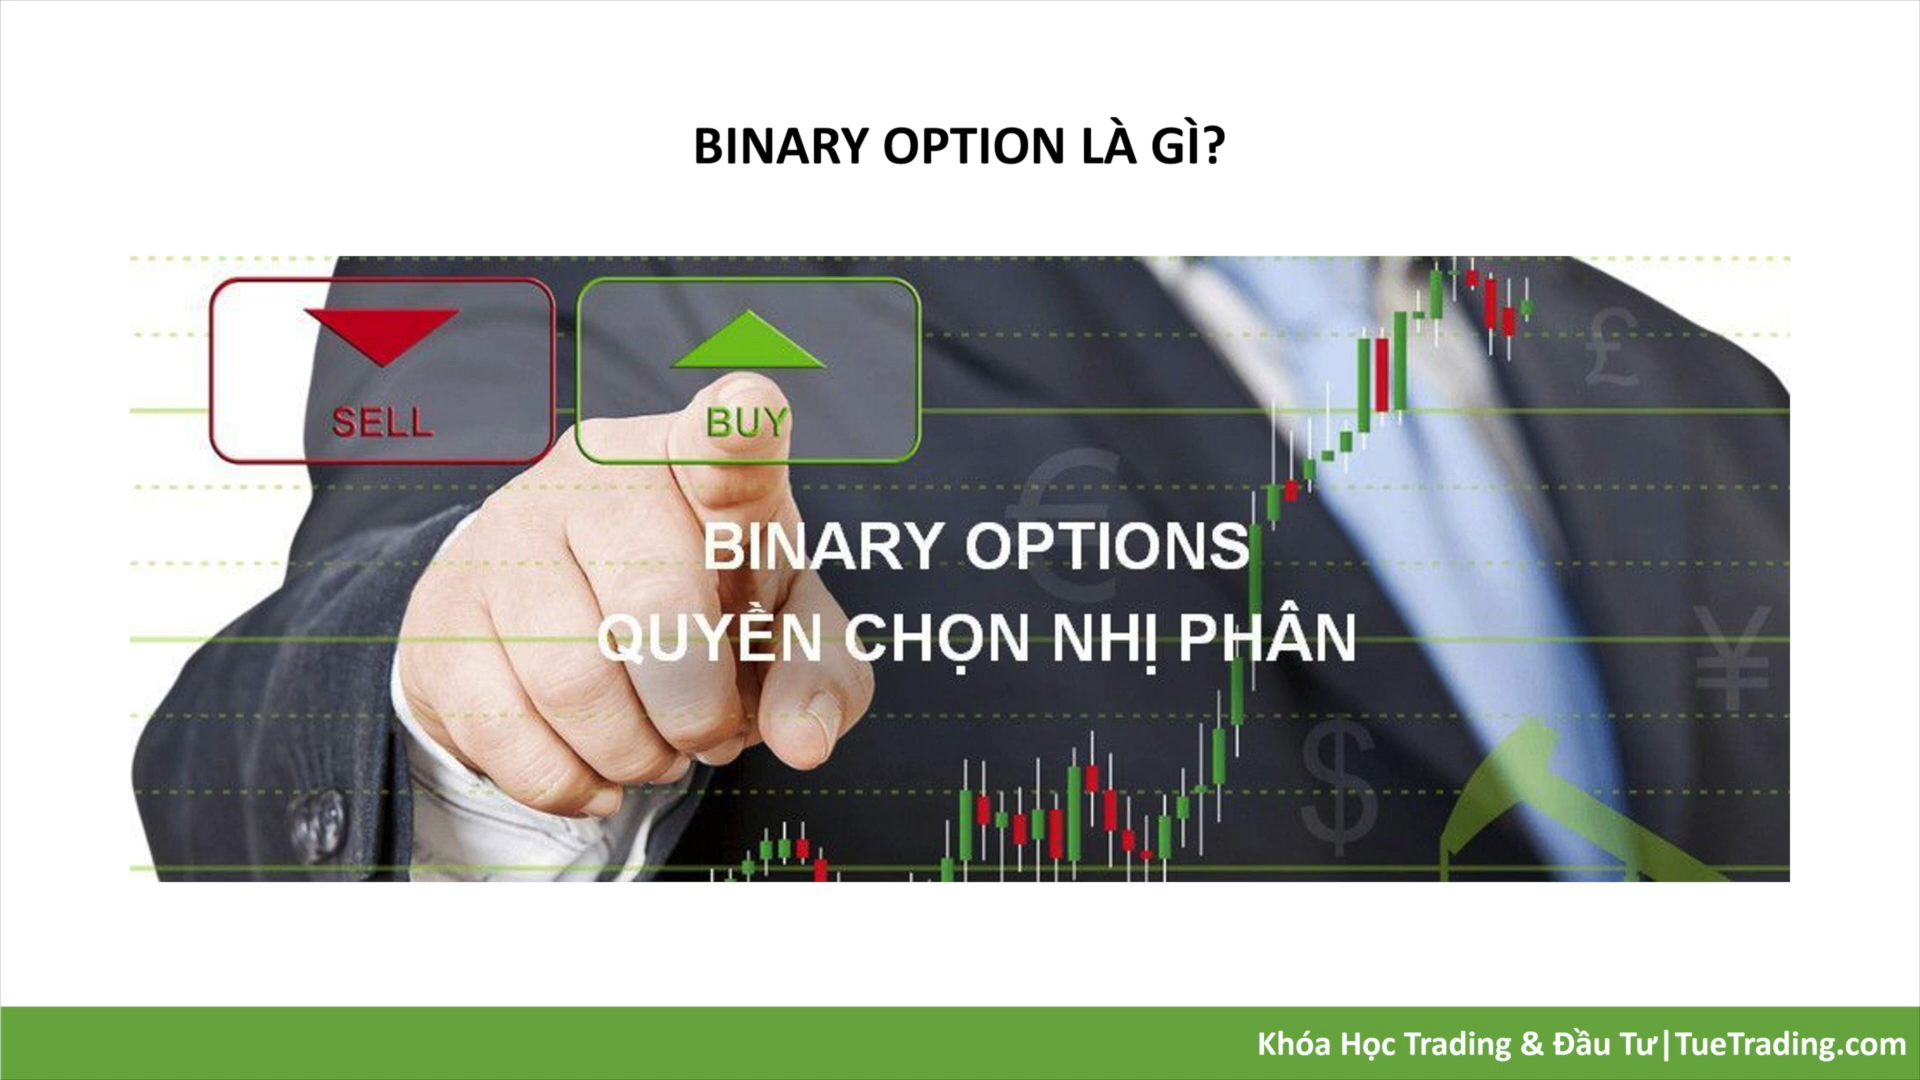 BINARY OPTION LÀ GÌ?
SELL
BUY
BINARY OPTIONS
QUYỀN CHỌN NHỊ PHÂN
Khóa Học Trading & Đầu Tư|TueTrading.com